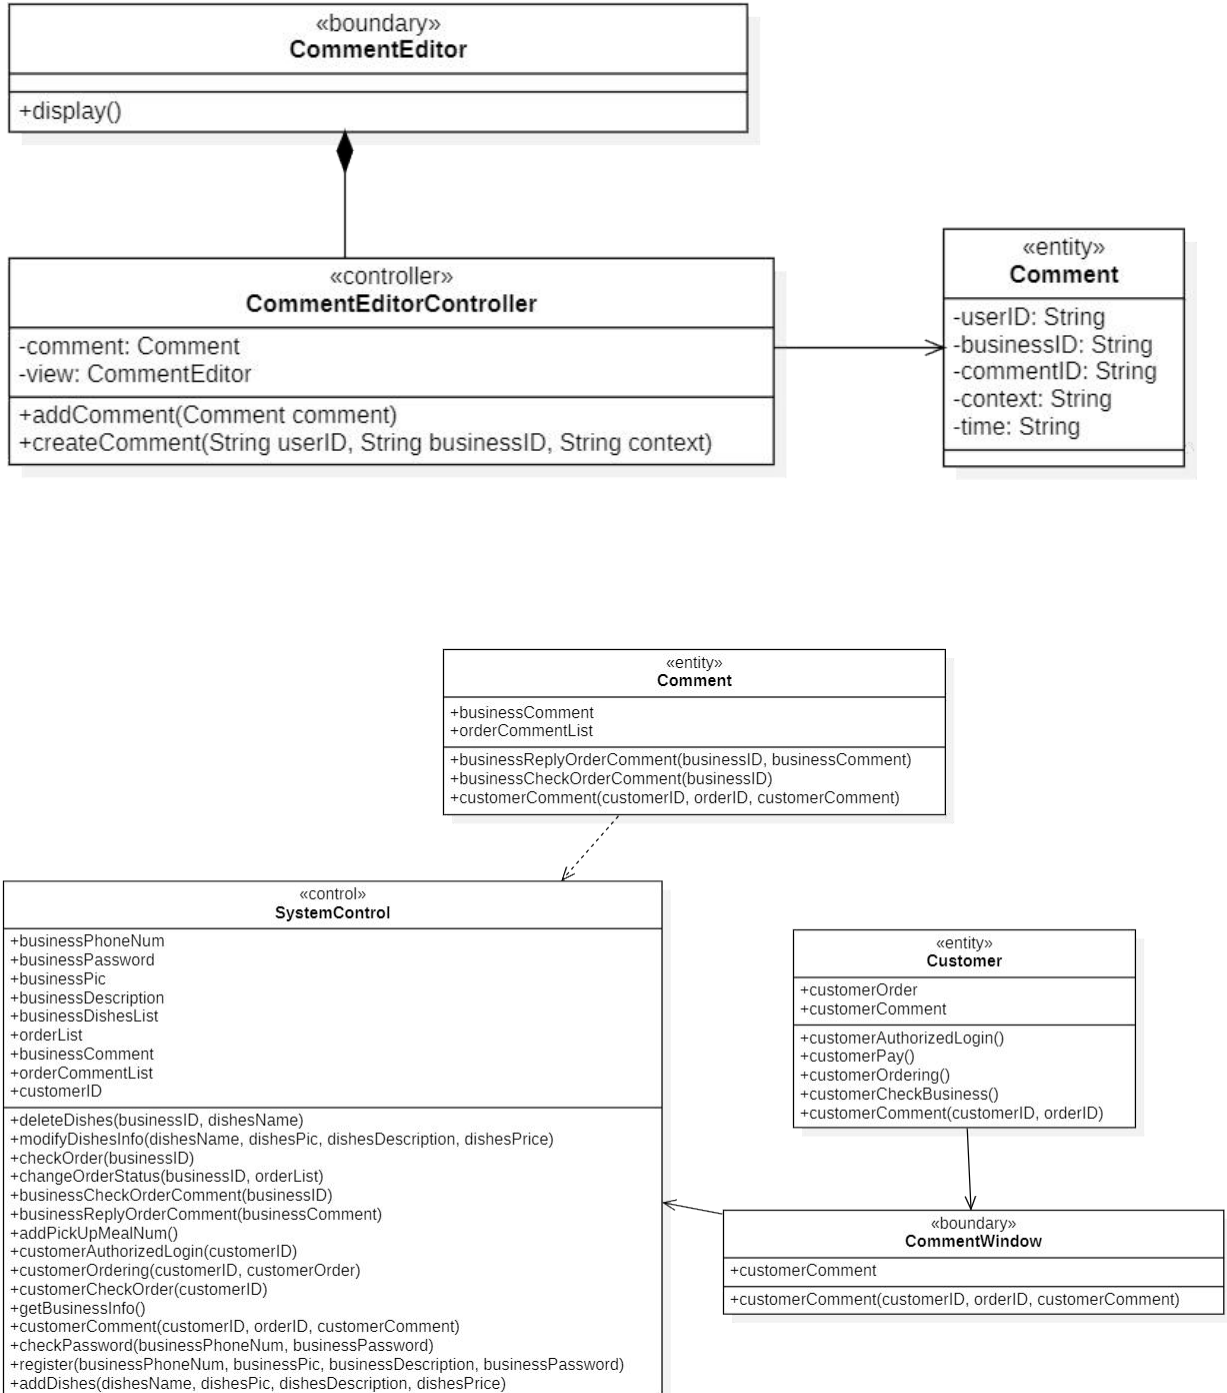 «boundary»
CommentEditor
+display()
«controller»
CommentEditorController
-comment: Comment
-view: CommentEditor
+addComment(Comment comment)
+createComment(String userID, String businessID, String context)
«entity»
Comment
-userID: String
-businessID: String
-commentID: String
-context: String
-time: String
«entity»
Comment
+businessComment
+orderCommentList
+businessReplyOrderComment(businessID, businessComment)
+businessCheckOrderComment(businessID)
+customerComment(customerID, orderID, customerComment)
«control»
SystemControl
+businessPhoneNum
+businessPassword
+businessPic
+businessDescription
+businessDishesList
+orderList
+businessComment
+orderCommentList
+customerID
+deleteDishes(businessID, dishesName)
+modifyDishesInfo(dishesName, dishesPic, dishesDescription, dishesPrice)
+checkOrder(businessID)
+changeOrderStatus(businessID, orderList)
+businessCheckOrderComment(businessID)
+businessReplyOrderComment(businessComment)
+addPickUpMealNum()
+customerAuthorizedLogin(customerID)
+customerOrdering(customerID, customerOrder)
+customerCheckOrder(customerID)
+getBusinessInfo()
+customerComment(customerID, orderID, customerComment)
+checkPassword(businessPhoneNum, businessPassword)
+register(businessPhoneNum, businessPic, businessDescription, businessPassword)
+addDishes(dishesName, dishesPic, dishesDescription, dishesPrice)
«entity»
Customer
+customerOrder
+customerComment
+customerAuthorizedLogin()
+customerPay()
+customerOrdering()
+customerCheckBusiness()
+customerComment(customerID, orderID)
«boundary»
CommentWindow
+customerComment
+customerComment(customerID, orderID, customerComment)